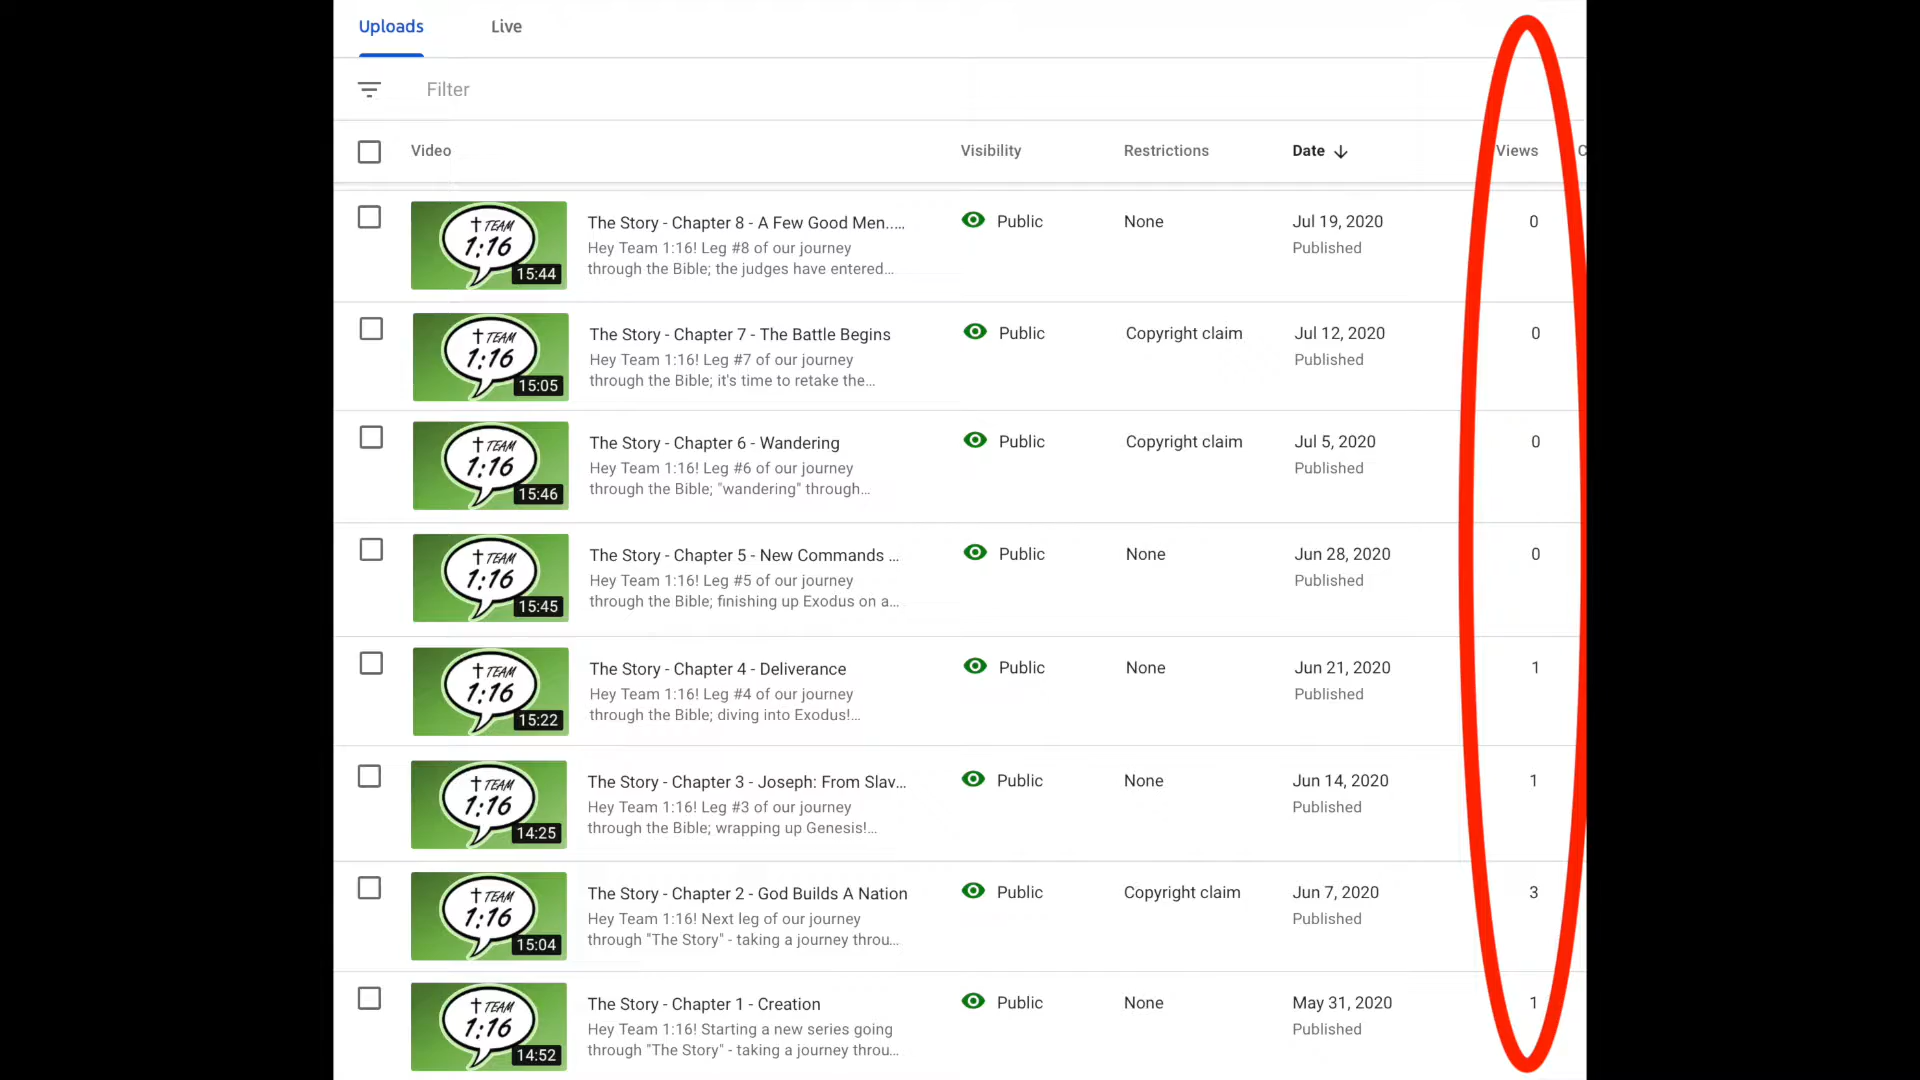 Uploads Live
Filter
Video Visibility Restrictions Date Views C
†TEAM
1:16
15:44
The Story - Chapter 8 - A Few Good Men..… Public None Jul 19, 2020 0
Hey Team 1:16! Leg #8 of our journey Published
through the Bible; the judges have entered…
†TEAM
1:16
15:05
The Story - Chapter 7 - The Battle Begins Public Copyright claim Jul 12, 2020 0
Hey Team 1:16! Leg #7 of our journey Published
through the Bible; it's time to retake the…
†TEAM
1:16
15:46
The Story - Chapter 6 - Wandering Public Copyright claim Jul 5, 2020 0
Hey Team 1:16! Leg #6 of our journey Published
through the Bible; "wandering" through…
†TEAM
1:16
15:45
The Story - Chapter 5 - New Commands … Public None Jun 28, 2020 0
Hey Team 1:16! Leg #5 of our journey Published
through the Bible; finishing up Exodus on a…
†TEAM
1:16
15:22
The Story - Chapter 4 - Deliverance Public None Jun 21, 2020 1
Hey Team 1:16! Leg #4 of our journey Published
through the Bible; diving into Exodus!…
†TEAM
1:16
14:25
The Story - Chapter 3 - Joseph: From Slav… Public None Jun 14, 2020 1
Hey Team 1:16! Leg #3 of our journey Published
through the Bible; wrapping up Genesis!…
†TEAM
1:16
15:04
The Story - Chapter 2 - God Builds A Nation Public Copyright claim Jun 7, 2020 3
Hey Team 1:16! Next leg of our journey Published
through "The Story" - taking a journey throu…
†TEAM
1:16
14:52
The Story - Chapter 1 - Creation Public None May 31, 2020 1
Hey Team 1:16! Starting a new series going Published
through "The Story" - taking a journey throu…